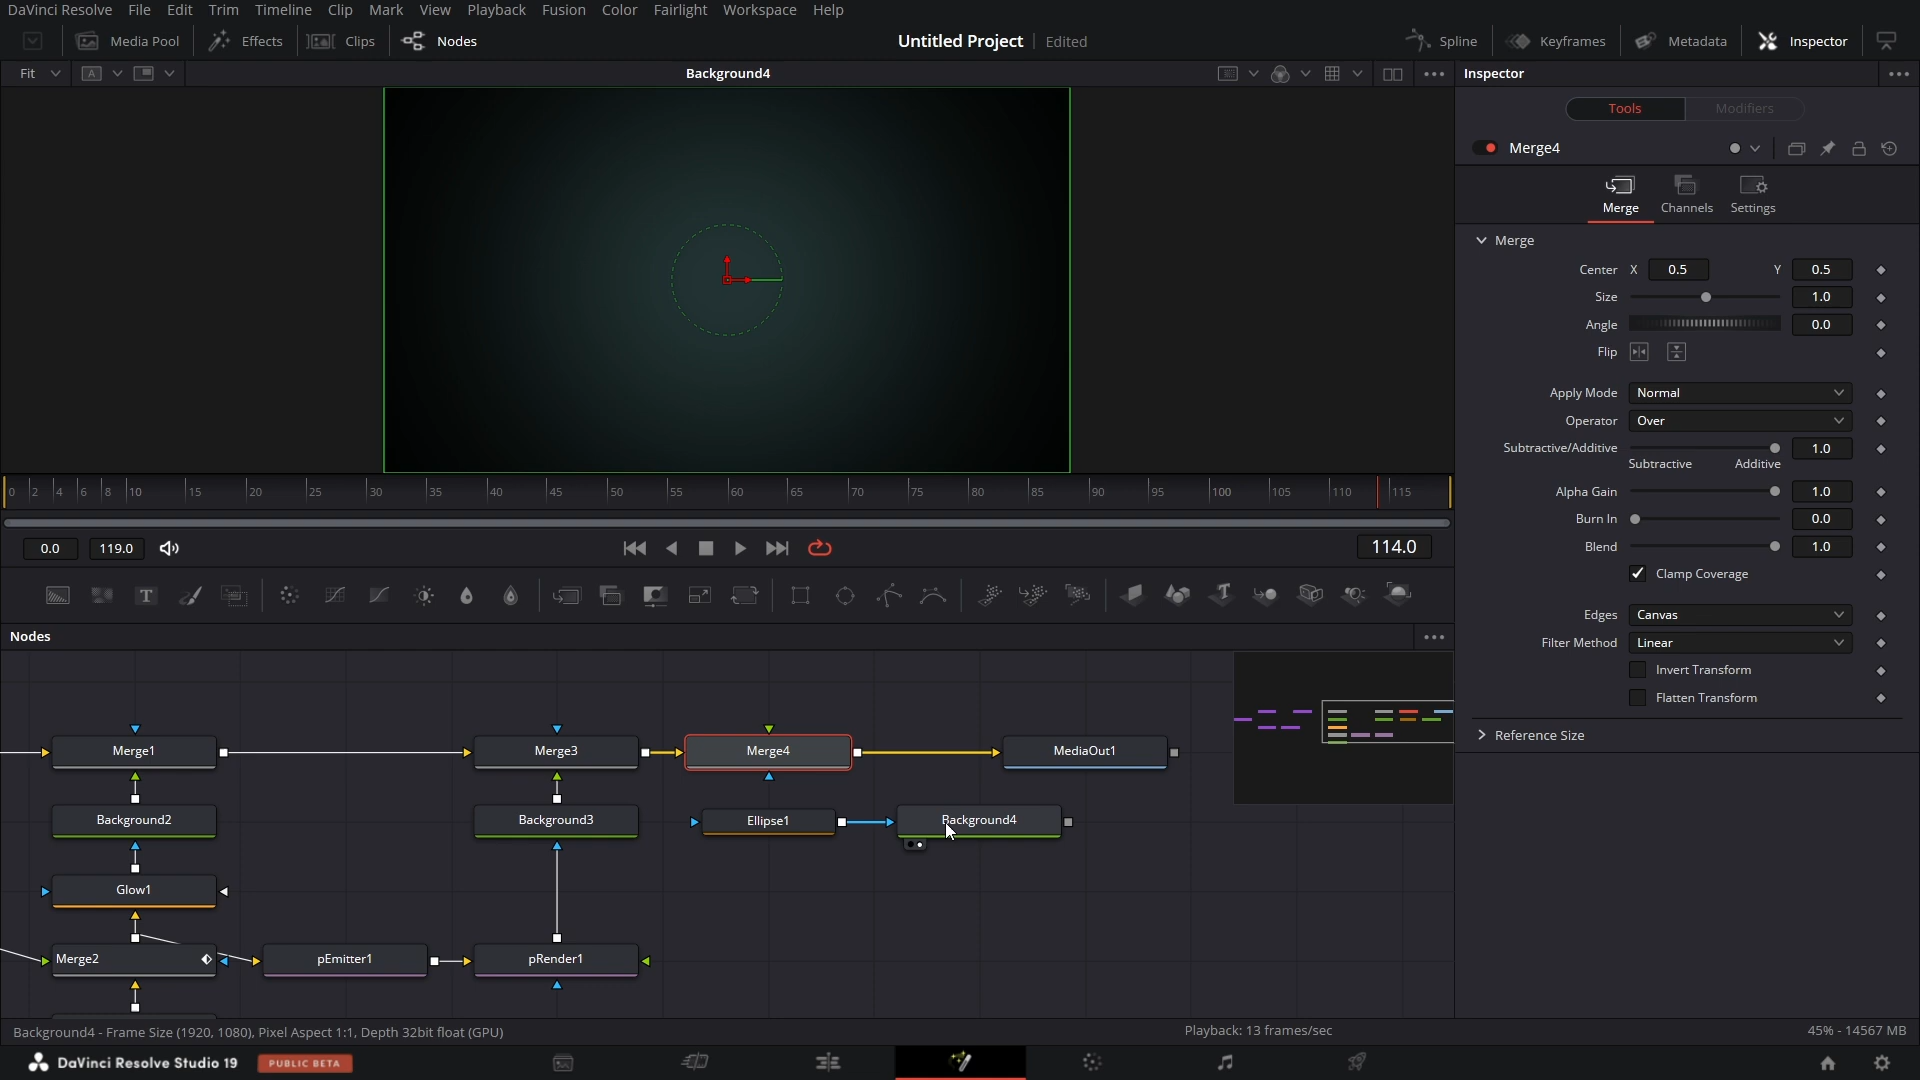 DaVinci Resolve File Edit Trim Timeline Clip Mark View Playback Fusion Color Fairlight Workspace Help
Media Pool Effects Clips Nodes Untitled Project Edited Spline Keyframes Metadata Inspector
Fit A Background4 Inspector
Tools Modifiers
Merge4
Merge Channels Settings
Merge
Center X 0.5 Y 0.5
Size 1.0
Angle 0.0
Flip
Apply Mode Normal
Operator Over
Subtractive/Additive 1.0
Subtractive Additive
Alpha Gain 1.0
Burn In 0.0
Blend 1.0
Clamp Coverage
Edges Canvas
Filter Method Linear
Invert Transform
Flatten Transform
Reference Size
0 2 4 6 8 10 15 20 25 30 35 40 45 50 55 60 65 70 75 80 85 90 95 100 105 110 115
0.0 119.0 114.0
Nodes
Merge1 Merge3 Merge4 MediaOut1
Background2 Background3 Ellipse1 Background4
Glow1
Merge2 pEmitter1 pRender1
Background4 - Frame Size (1920, 1080), Pixel Aspect 1:1, Depth 32bit float (GPU) Playback: 13 frames/sec 45% - 14567 MB
DaVinci Resolve Studio 19 PUBLIC BETA